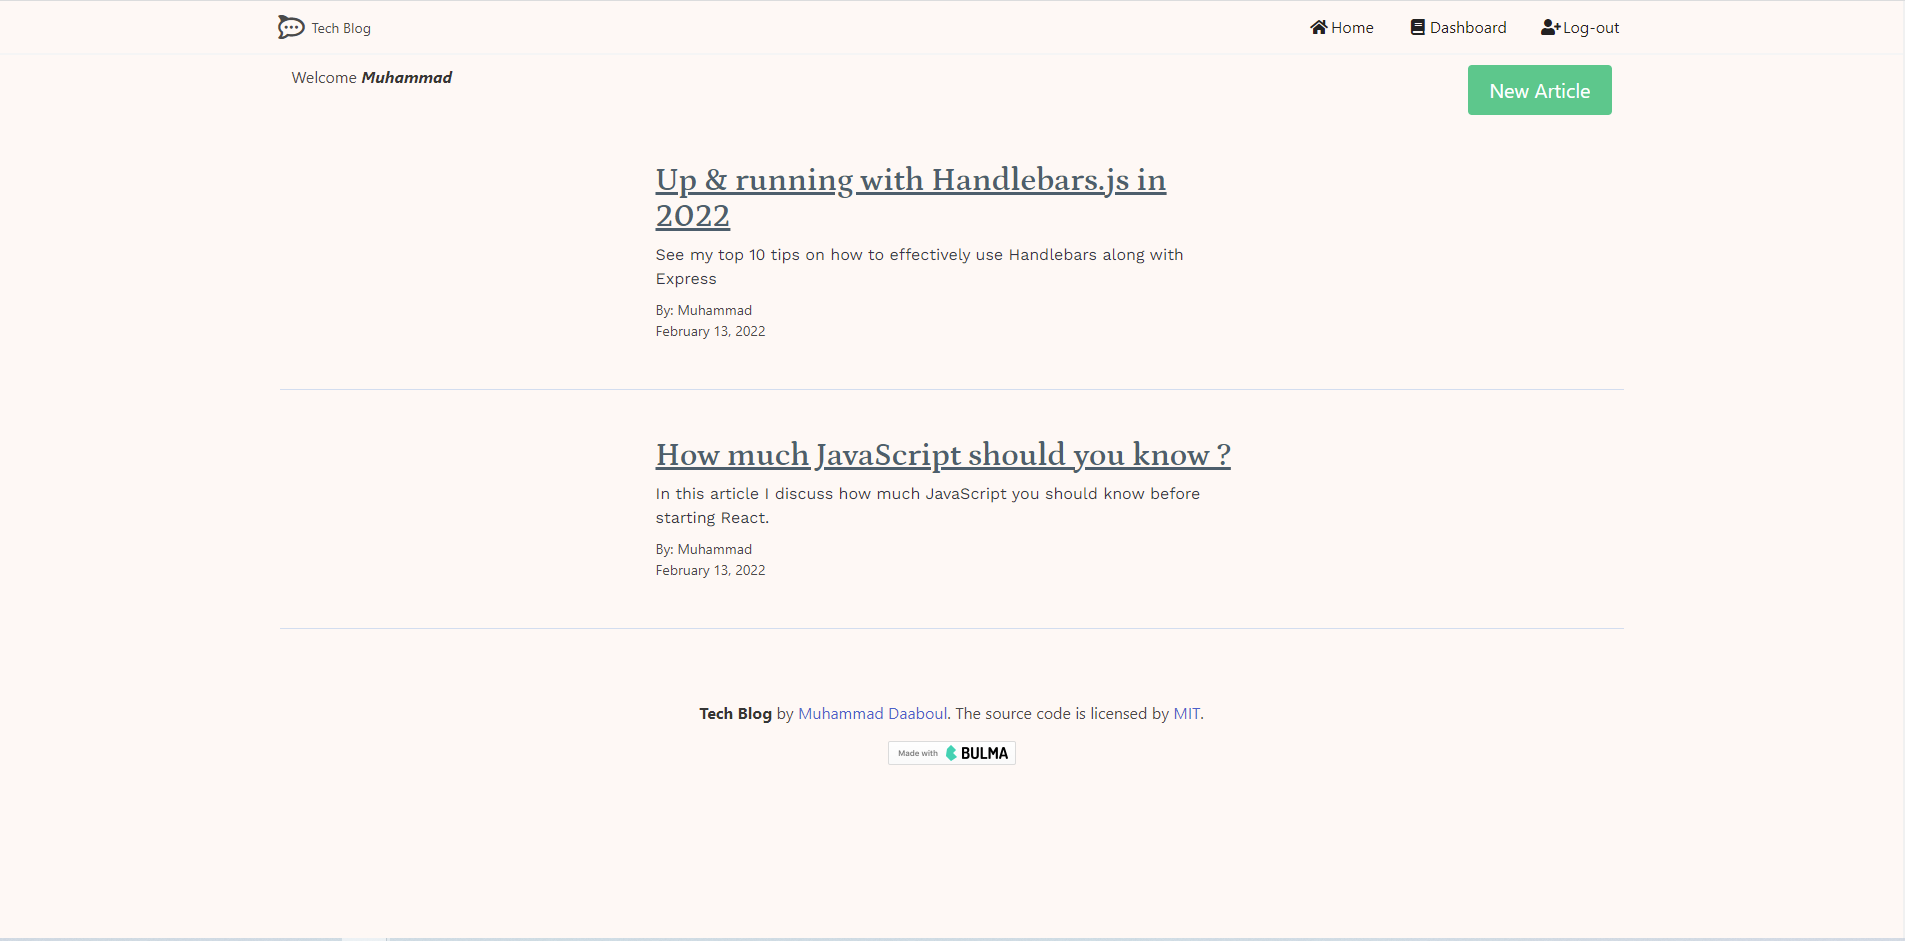 Tech Blog
Home Dashboard Log-out
Welcome Muhammad
New Article
Up & running with Handlebars.js in
2022
See my top 10 tips on how to effectively use Handlebars along with
Express
By: Muhammad
February 13, 2022
How much JavaScript should you know ?
In this article I discuss how much JavaScript you should know before
starting React.
By: Muhammad
February 13, 2022
Tech Blog by Muhammad Daaboul. The source code is licensed by MIT.
Made with BULMA